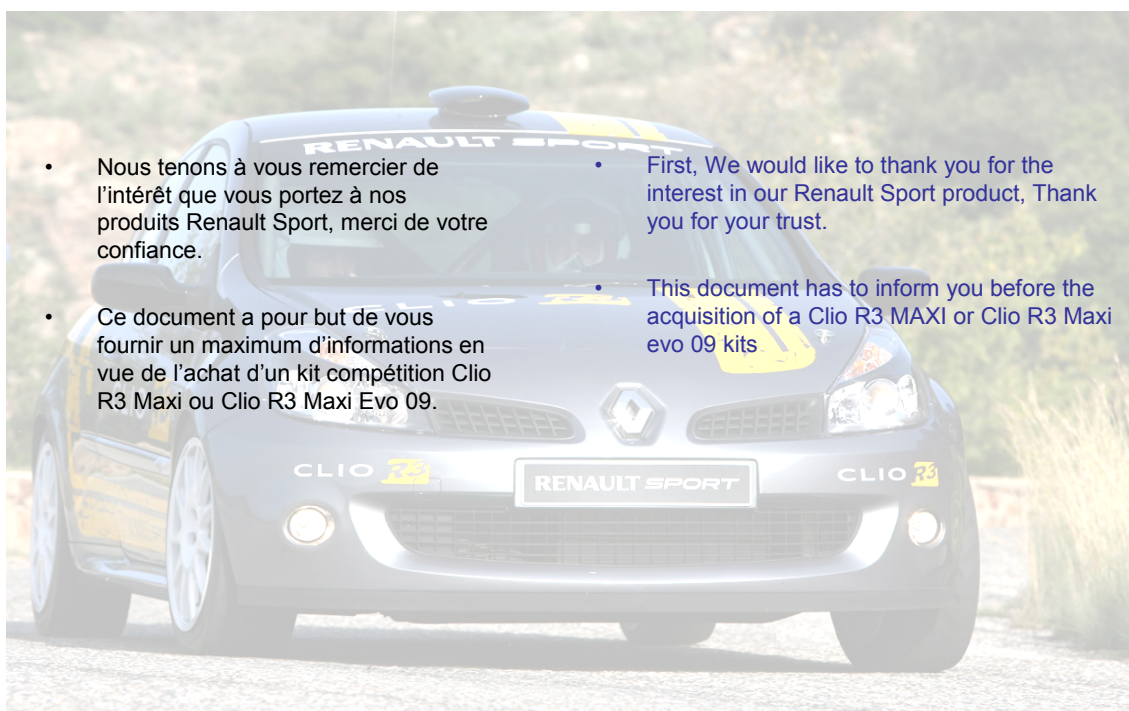 • Nous tenons à vous remercier de
l’intérêt que vous portez à nos
produits Renault Sport, merci de votre
confiance.
• Ce document a pour but de vous
fournir un maximum d’informations en
vue de l’achat d’un kit compétition Clio
R3 Maxi ou Clio R3 Maxi Evo 09.
• First, We would like to thank you for the
interest in our Renault Sport product, Thank
you for your trust.
• This document has to inform you before the
acquisition of a Clio R3 MAXI or Clio R3 Maxi
evo 09 kits
RENAULT SPORT
CLIO R3
CLIO R3
RENAULT SPORT
CLIO R3